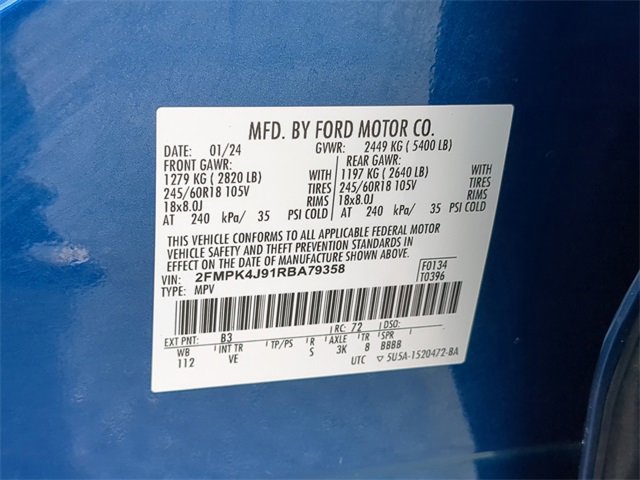 MFD. BY FORD MOTOR CO.
DATE: 01/24 GVWR: 2449 KG ( 5400 LB)
FRONT GAWR: REAR GAWR:
1279 KG ( 2820 LB) 1197 KG ( 2640 LB)
245/60R18 105V TIRES 245/60R18 105V TIRES
18x8.0J RIMS 18x8.0J RIMS
AT 240 kPa/ 35 PSI COLD AT 240 kPa/ 35 PSI COLD
THIS VEHICLE CONFORMS TO ALL APPLICABLE FEDERAL MOTOR
VEHICLE SAFETY AND THEFT PREVENTION STANDARDS IN
EFFECT ON THE DATE OF MANUFACTURE SHOWN ABOVE.
VIN: 2FMPK4J91RBA79358 F0134
TYPE: MPV T0396
EXT PNT: B3 RC: 72 DSO:
WB INT TR TP/PS R AXLE TR SPR
112 VE S 3K 8 BBBB
UTC 5U5A-1520472-BA